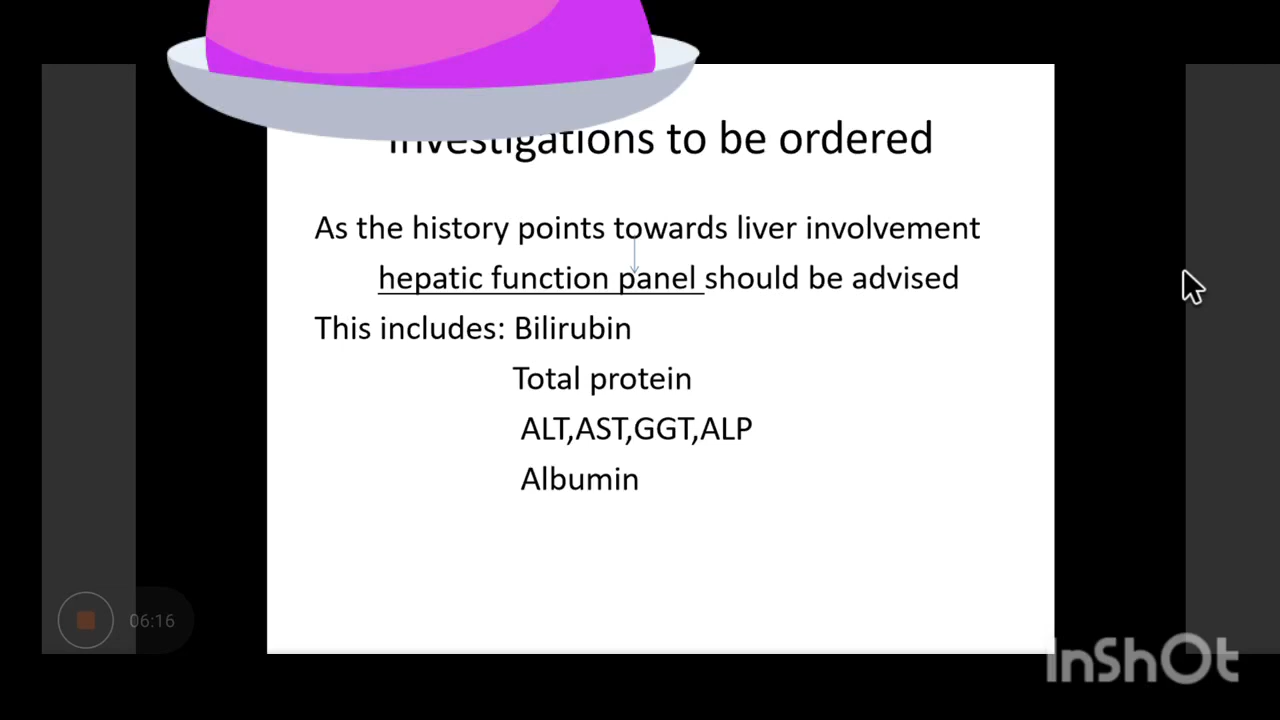 Investigations to be ordered
As the history points towards liver involvement
hepatic function panel should be advised
This includes: Bilirubin
Total protein
ALT,AST,GGT,ALP
Albumin
06:16
InShOt